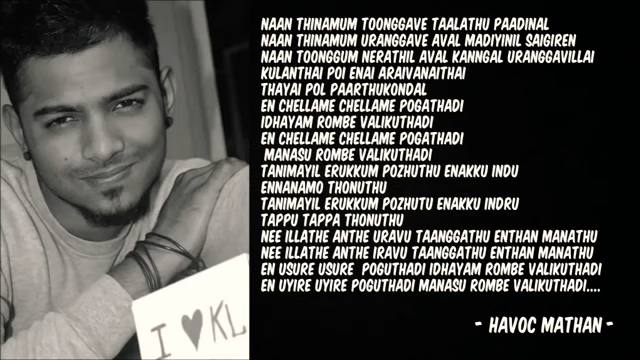 NAAN THINAMUM TOONGGAVE TAALATHU PAADINAL
NAAN THINAMUM URANGGAVE AVAL MADIYINIL SAIGIREN
NAAN TOONGGUM NERATHIL AVAL KANNGAL URANGGAVILLAI
KULANTHAI POI ENAI ARAIVANAITHAI
THAYAI POL PAARTHUKONDAL
EN CHELLAME CHELLAME POGATHADI
IDHAYAM ROMBE VALIKUTHADI
EN CHELLAME CHELLAME POGATHADI
MANASU ROMBE VALIKUTHADI
TANIMAYIL ERUKKUM POZHUTHU ENAKKU INDU
ENNANAMO THONUTHU
TANIMAYIL ERUKKUM POZHUTU ENAKKU INDRU
TAPPU TAPPA THONUTHU
NEE ILLATHE ANTHE URAVU TAANGGATHU ENTHAN MANATHU
NEE ILLATHE ANTHE IRAVU TAANGGATHU ENTHAN MANATHU
EN USURE USURE POGUTHADI IDHAYAM ROMBE VALIKUTHADI
EN UYIRE UYIRE POGUTHADI MANASU ROMBE VALIKUTHADI....
- HAVOC MATHAN -
I ♥ KL